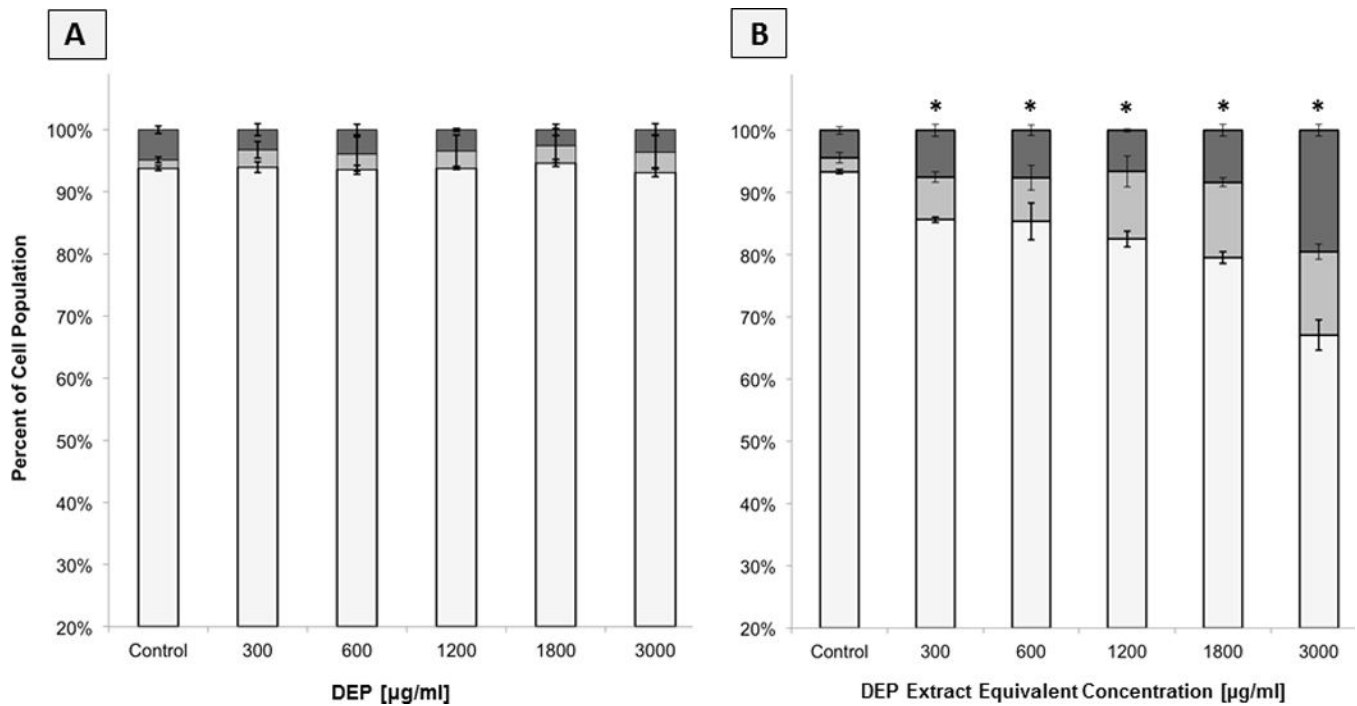 A
B
Percent of Cell Population
100%
90%
80%
70%
60%
50%
40%
30%
20%
Control 300 600 1200 1800 3000
DEP [µg/ml]
* * * * *
100%
90%
80%
70%
60%
50%
40%
30%
20%
Control 300 600 1200 1800 3000
DEP Extract Equivalent Concentration [µg/ml]